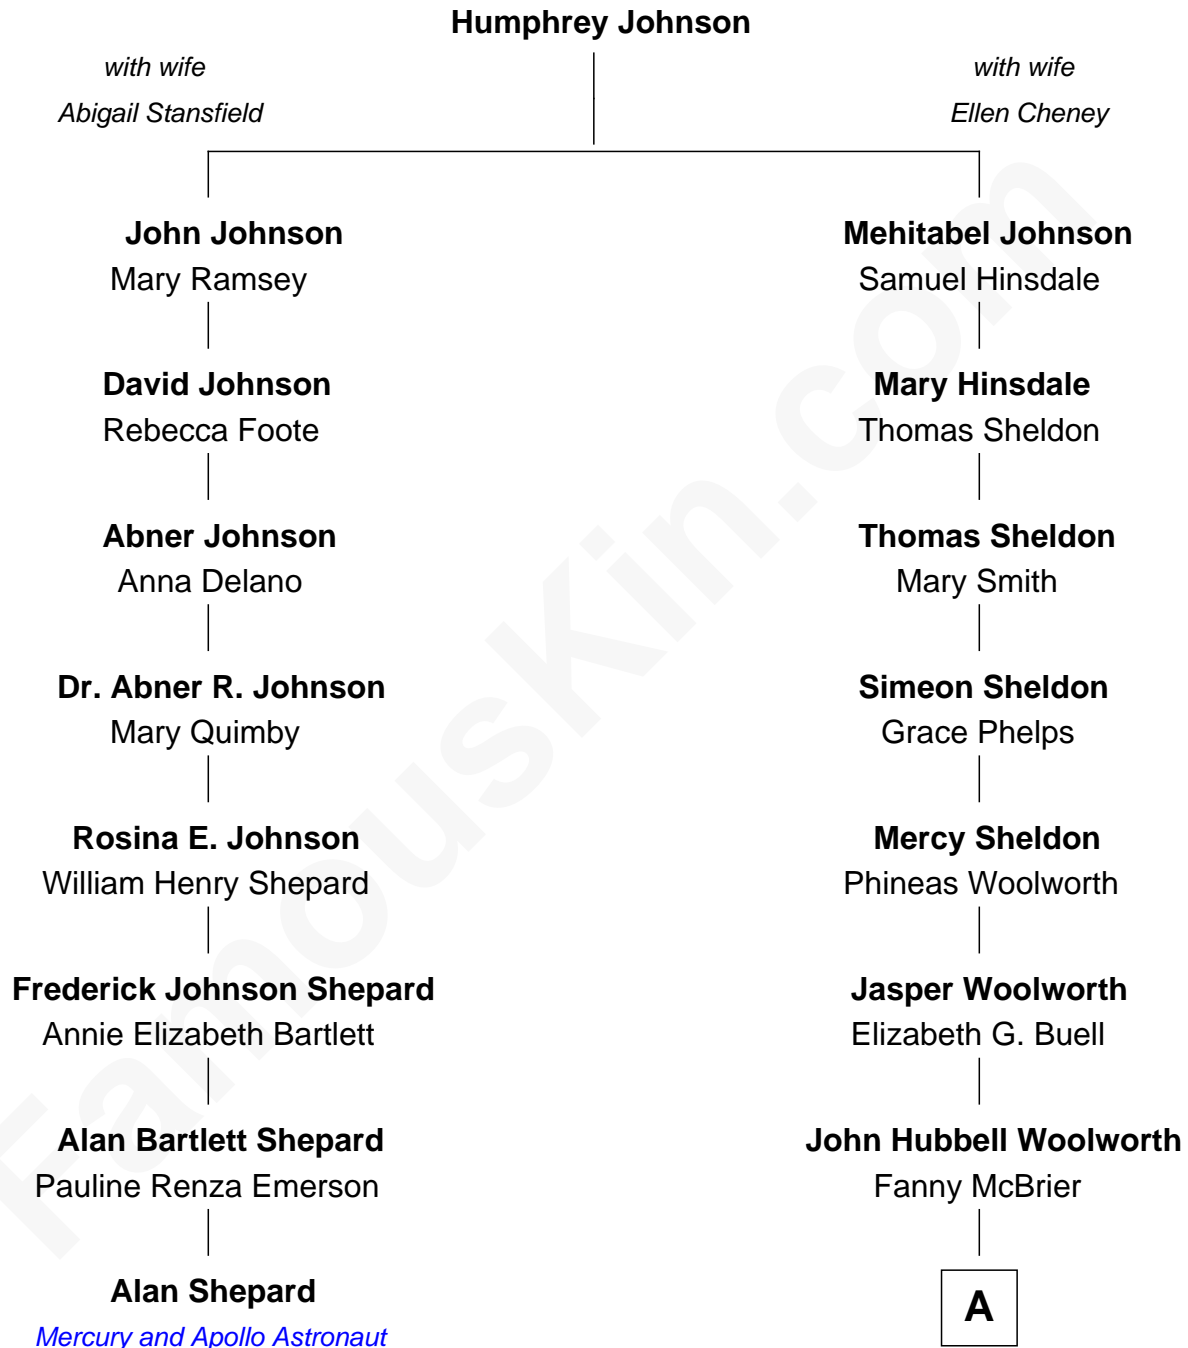 Humphrey Johnson
with wife
Abigail Stansfield
with wife
Ellen Cheney
John Johnson
Mary Ramsey
Mehitabel Johnson
Samuel Hinsdale
David Johnson
Rebecca Foote
Mary Hinsdale
Thomas Sheldon
Abner Johnson
Anna Delano
Thomas Sheldon
Mary Smith
Dr. Abner R. Johnson
Mary Quimby
Simeon Sheldon
Grace Phelps
Rosina E. Johnson
William Henry Shepard
Mercy Sheldon
Phineas Woolworth
Frederick Johnson Shepard
Annie Elizabeth Bartlett
Jasper Woolworth
Elizabeth G. Buell
Alan Bartlett Shepard
Pauline Renza Emerson
John Hubbell Woolworth
Fanny McBrier
Alan Shepard
Mercury and Apollo Astronaut
A
FamousKin.com